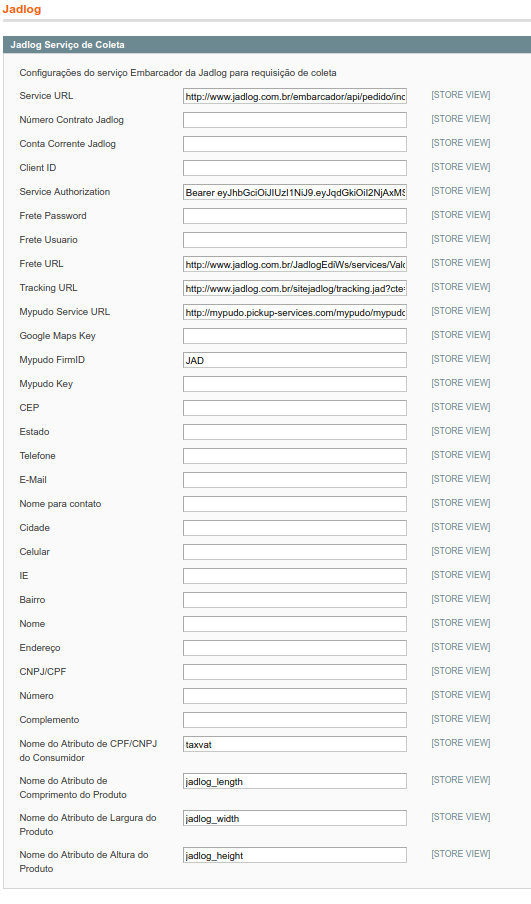 Jadlog
Jadlog Serviço de Coleta
Configurações do serviço Embarcador da Jadlog para requisição de coleta
Service URL http://www.jadlog.com.br/embarcador/api/pedido/inc [STORE VIEW]
Número Contrato Jadlog [STORE VIEW]
Conta Corrente Jadlog [STORE VIEW]
Client ID [STORE VIEW]
Service Authorization Bearer eyJhbGciOiJIUzI1NiJ9.eyJqdGkiOiI2NjAxMS [STORE VIEW]
Frete Password [STORE VIEW]
Frete Usuario [STORE VIEW]
Frete URL http://www.jadlog.com.br/JadlogEdiWs/services/Valo [STORE VIEW]
Tracking URL http://www.jadlog.com.br/sitejadlog/tracking.jad?cte= [STORE VIEW]
Mypudo Service URL http://mypudo.pickup-services.com/mypudo/mypudo [STORE VIEW]
Google Maps Key [STORE VIEW]
Mypudo FirmID JAD [STORE VIEW]
Mypudo Key [STORE VIEW]
CEP [STORE VIEW]
Estado [STORE VIEW]
Telefone [STORE VIEW]
E-Mail [STORE VIEW]
Nome para contato [STORE VIEW]
Cidade [STORE VIEW]
Celular [STORE VIEW]
IE [STORE VIEW]
Bairro [STORE VIEW]
Nome [STORE VIEW]
Endereço [STORE VIEW]
CNPJ/CPF [STORE VIEW]
Número [STORE VIEW]
Complemento [STORE VIEW]
Nome do Atributo de CPF/CNPJ taxvat [STORE VIEW]
do Consumidor
Nome do Atributo de jadlog_length [STORE VIEW]
Comprimento do Produto
Nome do Atributo de Largura do jadlog_width [STORE VIEW]
Produto
Nome do Atributo de Altura do jadlog_height [STORE VIEW]
Produto